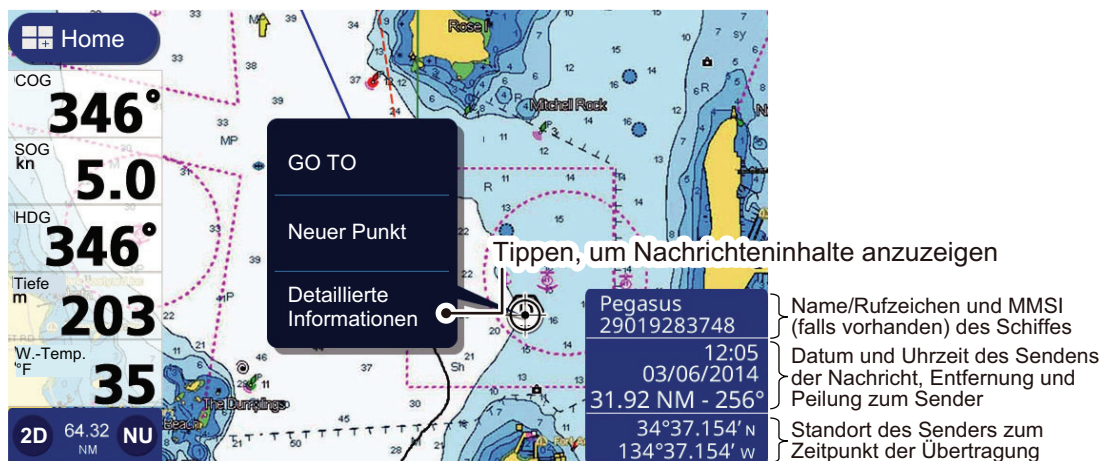 Home
COG
346°
SOG
kn
5.0
HDG
346°
Tiefe
m
203
W.-Temp.
°F
35
2D
64.32
NM
NU
Rose I
Mitchell Rock
GO TO
Neuer Punkt
Detaillierte
Informationen
Tippen, um Nachrichteninhalte anzuzeigen
Pegasus
29019283748
12:05
03/06/2014
31.92 NM - 256°
34°37.154' N
134°37.154' W
Name/Rufzeichen und MMSI
(falls vorhanden) des Schiffes
Datum und Uhrzeit des Sendens
der Nachricht, Entfernung und
Peilung zum Sender
Standort des Senders zum
Zeitpunkt der Übertragung
The Dumplings
Beach
MP
Sh
sy